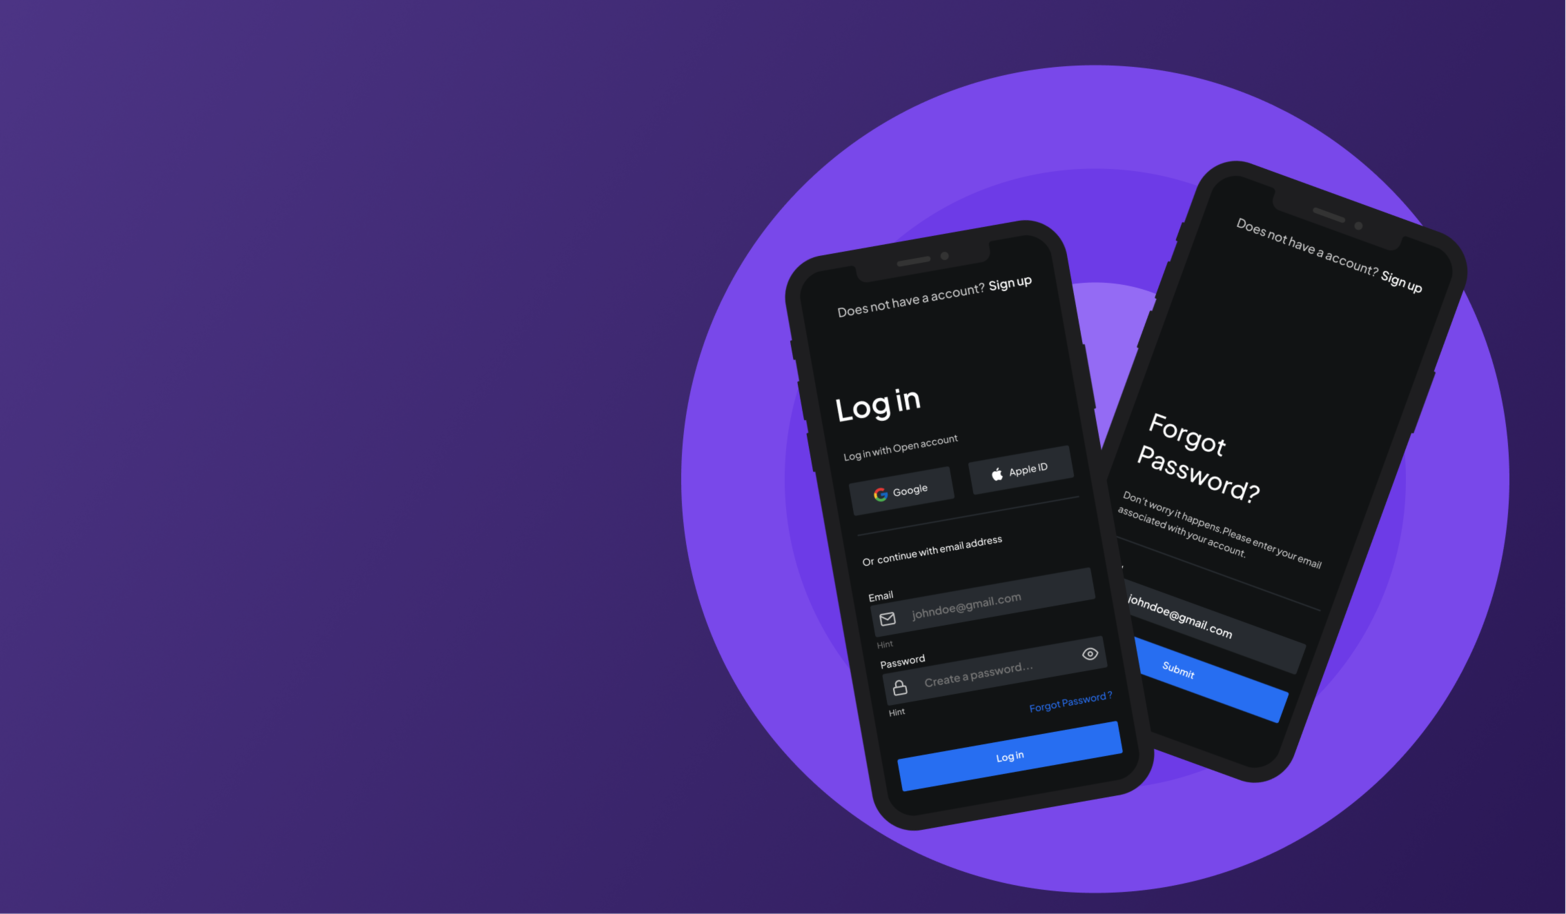 Does not have a account? Sign up
Log in
Log in with Open account
Google
Apple ID
Or continue with email address
Email
johndoe@gmail.com
Hint
Password
Create a password...
Hint
Forgot Password ?
Log in
Does not have a account? Sign up
Forgot
Password?
Don't worry it happens.Please enter your email
associated with your account.
johndoe@gmail.com
Submit